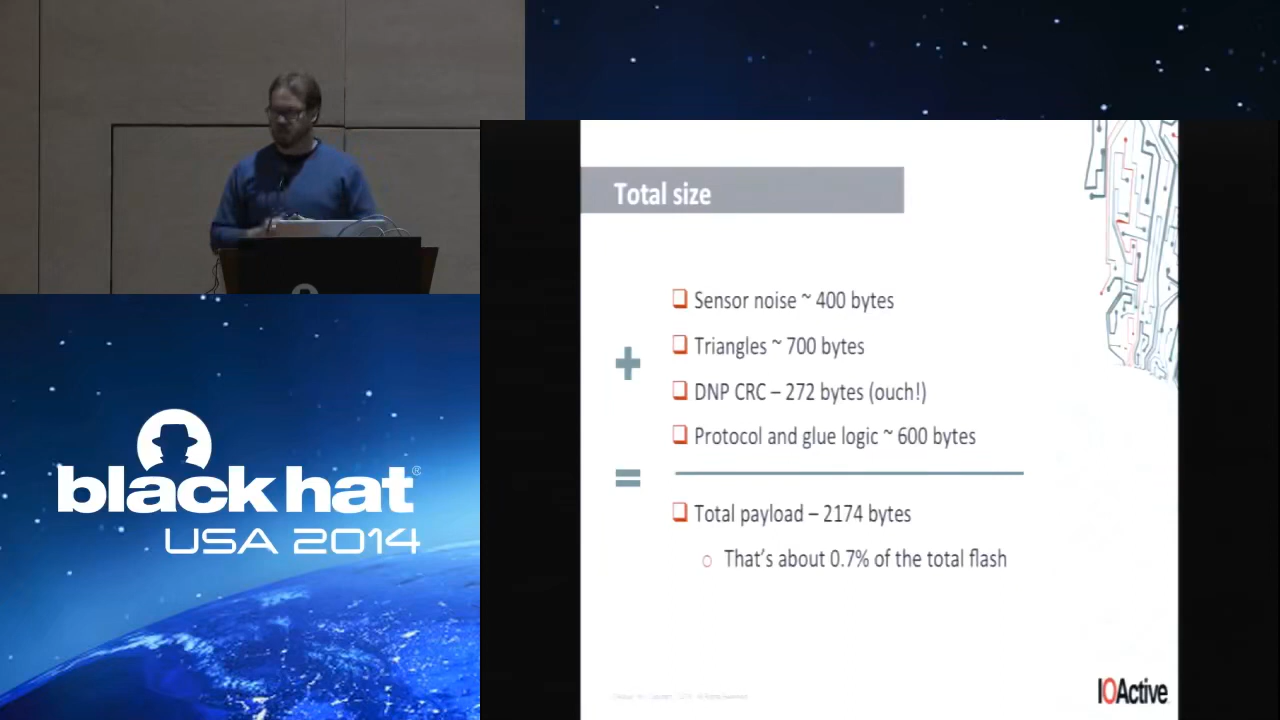 Total size
Sensor noise ~ 400 bytes
Triangles ~ 700 bytes
+
DNP CRC – 272 bytes (ouch!)
Protocol and glue logic ~ 600 bytes
=
Total payload – 2174 bytes
That's about 0.7% of the total flash
IOActive
black hat®
USA 2014